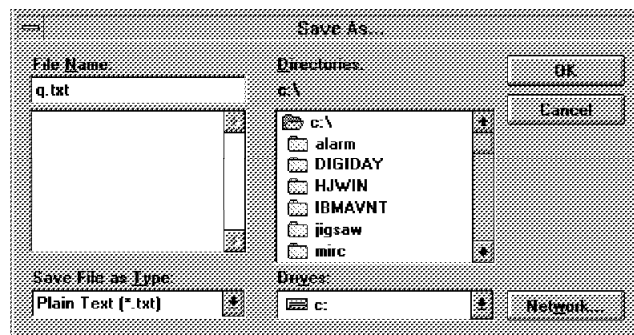 Save As...
File Name:
q.txt
Directories:
c:\
c:\
alarm
DIGIDAY
HJWIN
IBMAVNT
jigsaw
mirc
OK
Cancel
Save File as Type:
Plain Text (*.txt)
Drives:
c:
Network...